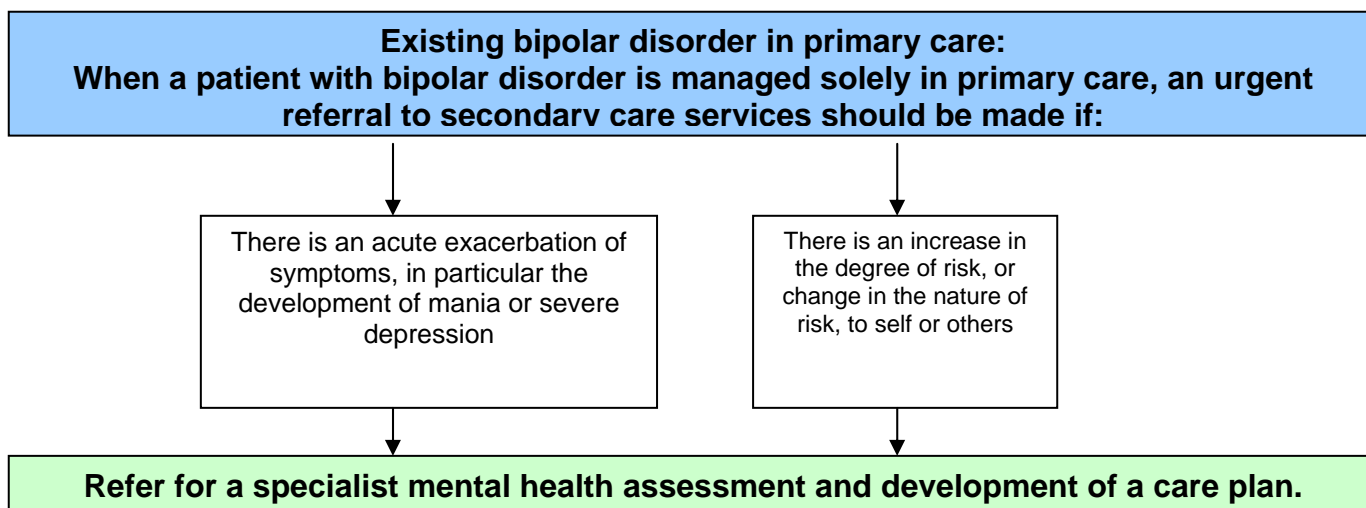 Existing bipolar disorder in primary care:
When a patient with bipolar disorder is managed solely in primary care, an urgent
referral to secondary care services should be made if:
There is an acute exacerbation of
symptoms, in particular the
development of mania or severe
depression
There is an increase in
the degree of risk, or
change in the nature of
risk, to self or others
Refer for a specialist mental health assessment and development of a care plan.